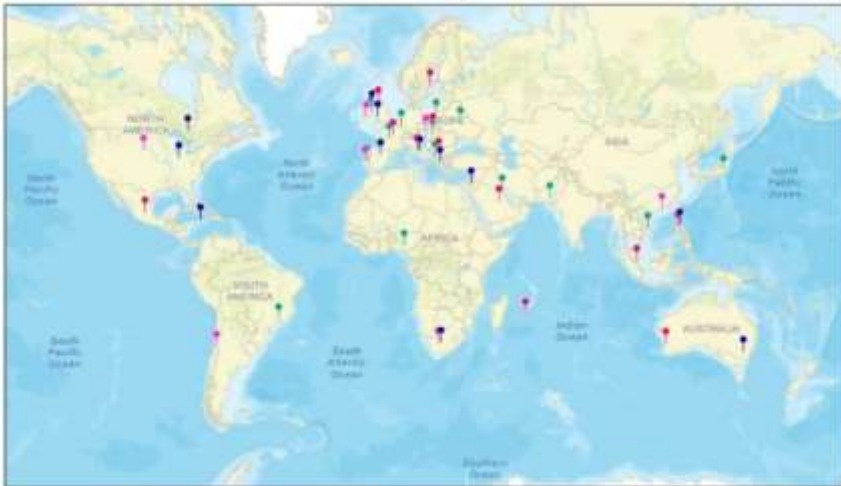 NORTH
AMERICA
ASIA
North
Pacific
Ocean
North
Atlantic
Ocean
North
Pacific
Ocean
AFRICA
SOUTH
AMERICA
Indian
Ocean
AUSTRALIA
South
Pacific
Ocean
South
Atlantic
Ocean
Southern
Ocean